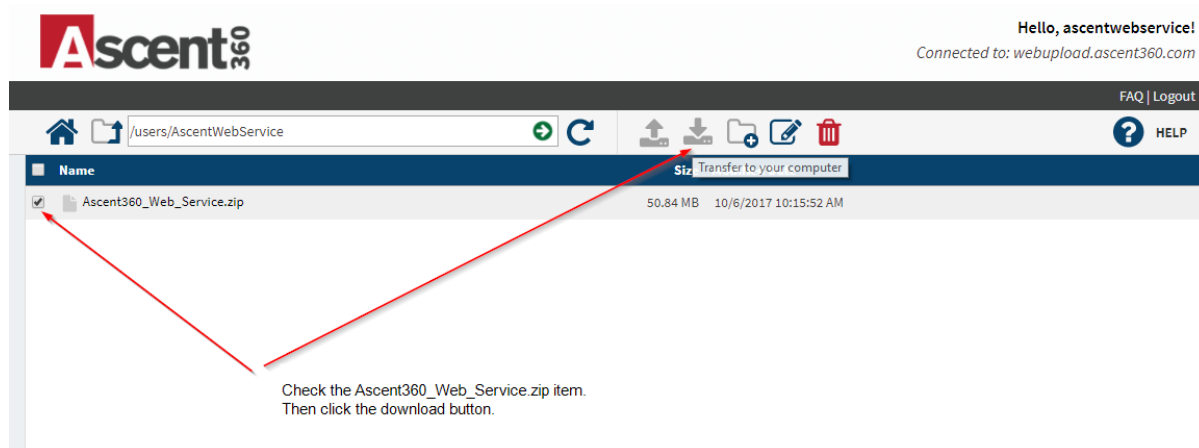 Ascent360
Hello, ascentwebservice!
Connected to: webupload.ascent360.com
FAQ | Logout
/users/AscentWebService
HELP
Transfer to your computer
Name
Siz
Ascent360_Web_Service.zip
50.84 MB
10/6/2017 10:15:52 AM
Check the Ascent360_Web_Service.zip item.
Then click the download button.